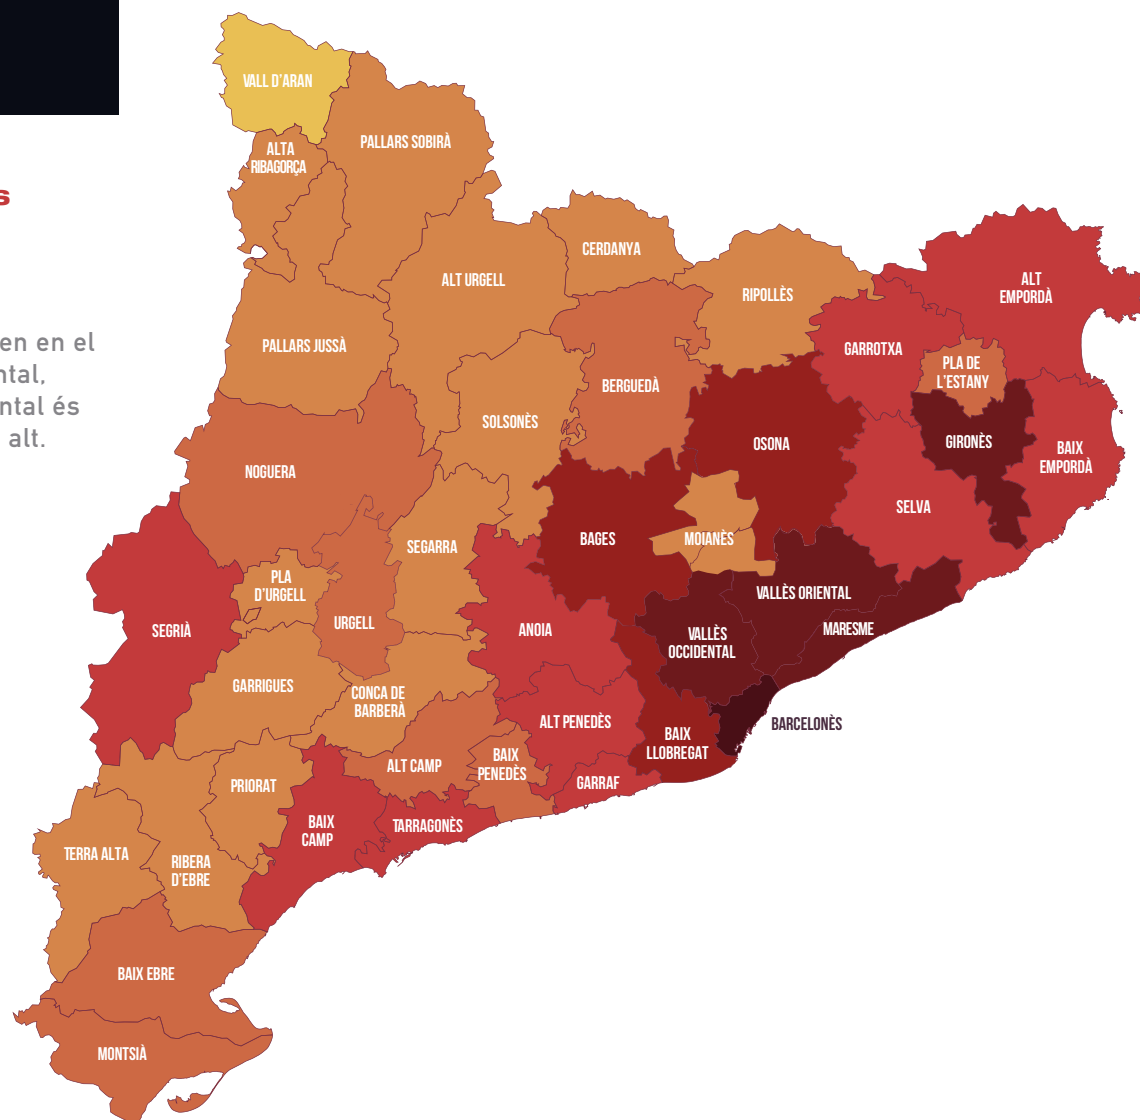 s
en en el
ntal,
ntal és
alt.
VALL D'ARAN
ALTA
RIBAGORÇA
PALLARS SOBIRÀ
CERDANYA
ALT URGELL
RIPOLLÈS
ALT
EMPORDÀ
PALLARS JUSSÀ
GARROTXA
PLA DE
L'ESTANY
BERGUEDÀ
SOLSONÈS
OSONA
GIRONÈS
BAIX
EMPORDÀ
NOGUERA
SELVA
BAGES
MOIANÈS
SEGARRA
PLA
D'URGELL
VALLÈS ORIENTAL
SEGRIÀ
URGELL
ANOIA
VALLÈS
OCCIDENTAL
MARESME
GARRIGUES
CONCA DE
BARBERÀ
ALT PENEDÈS
BARCELONÈS
BAIX
LLOBREGAT
ALT CAMP
BAIX
PENEDÈS
GARRAF
PRIORAT
BAIX
CAMP
TARRAGONÈS
TERRA ALTA
RIBERA
D'EBRE
BAIX EBRE
MONTSIÀ